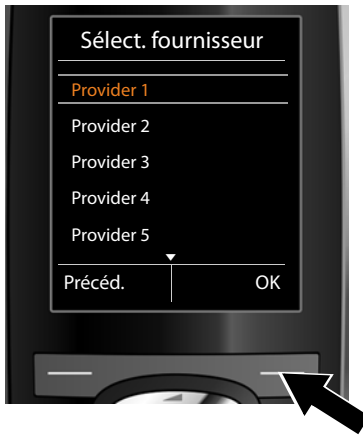 Sélect. fournisseur
Provider 1
Provider 2
Provider 3
Provider 4
Provider 5
Précéd. OK